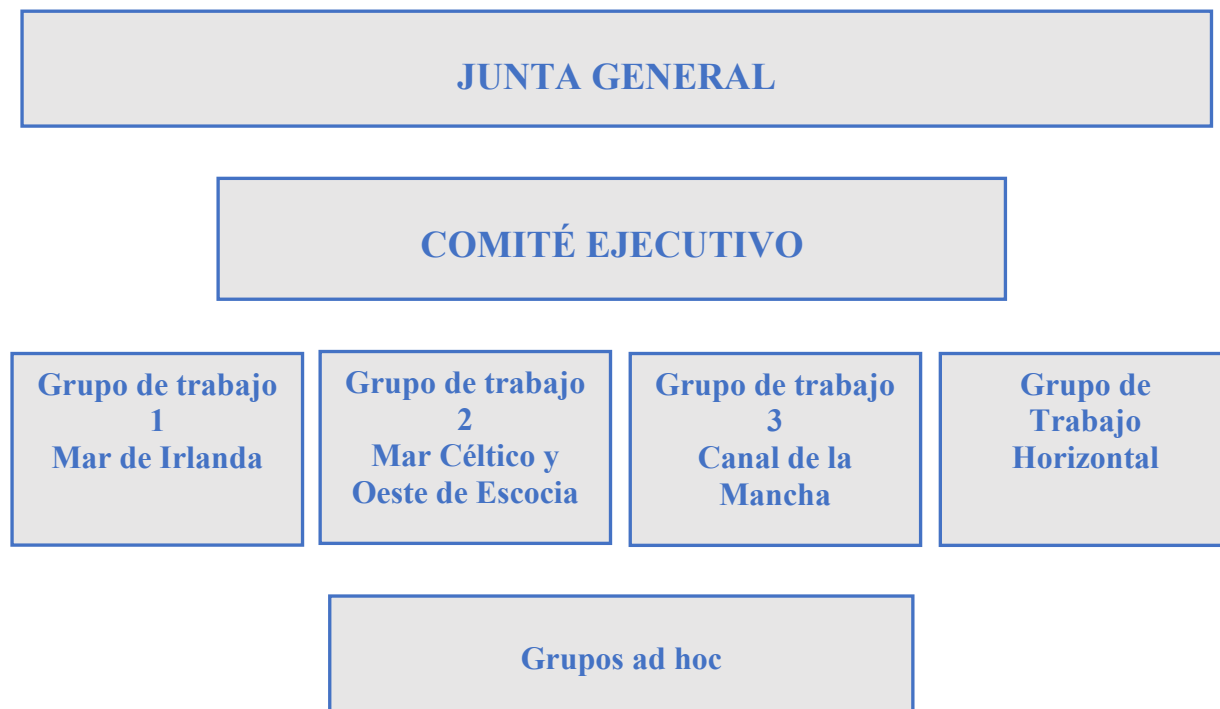 JUNTA GENERAL
COMITÉ EJECUTIVO
Grupo de trabajo
1
Mar de Irlanda
Grupo de trabajo
2
Mar Céltico y
Oeste de Escocia
Grupo de trabajo
3
Canal de la
Mancha
Grupo de
Trabajo
Horizontal
Grupos ad hoc